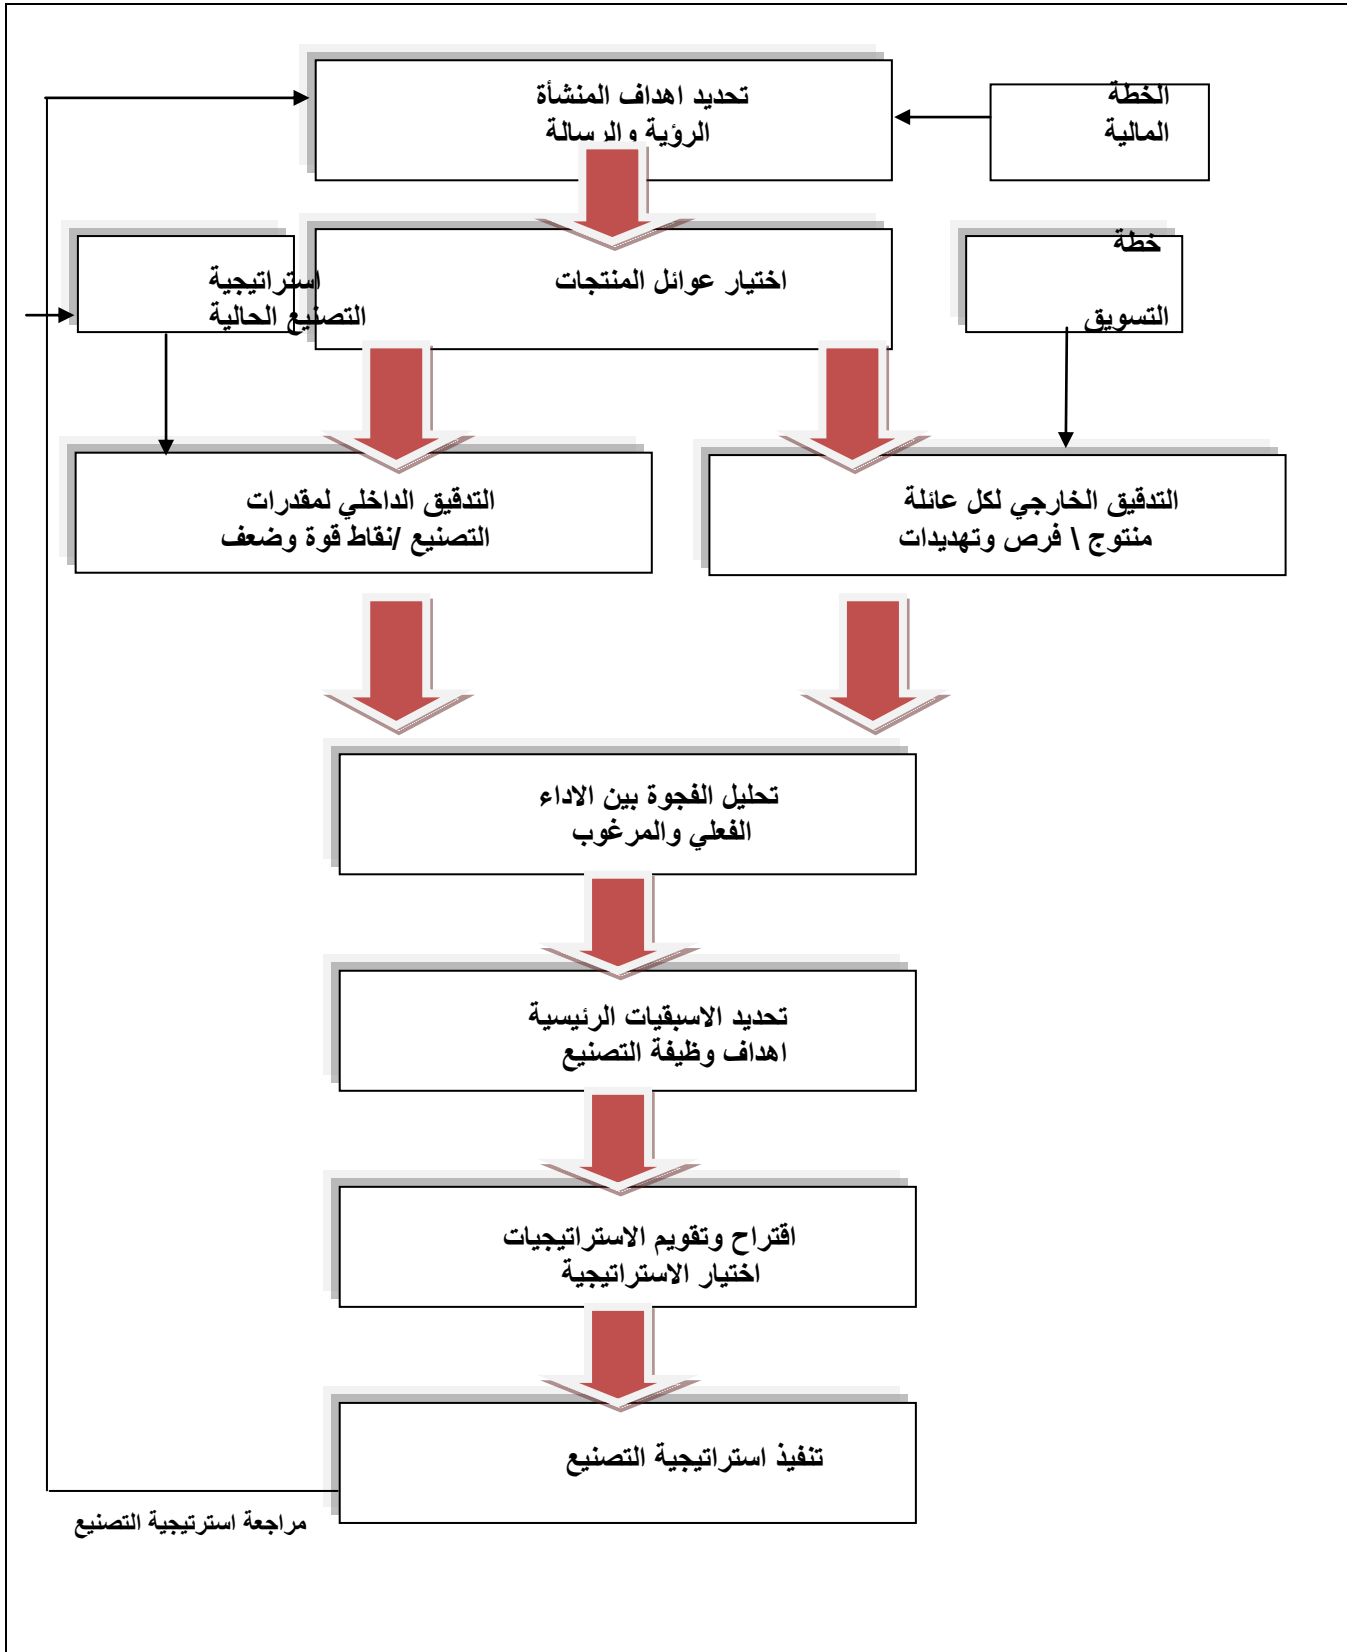 تحديد اهداف المنشأة
الرؤية والرسالة
الخطة
المالية
اختيار عوائل المنتجات
خطة
التسويق
استراتيجية
التصنيع الحالية
التدقيق الخارجي لكل عائلة
منتوج \ فرص وتهديدات
التدقيق الداخلي لمقدرات
التصنيع /نقاط قوة وضعف
تحليل الفجوة بين الاداء
الفعلي والمرغوب
تحديد الاسبقيات الرئيسية
اهداف وظيفة التصنيع
اقتراح وتقويم الاستراتيجيات
اختيار الاستراتيجية
تنفيذ استراتيجية التصنيع
مراجعة استرتيجية التصنيع